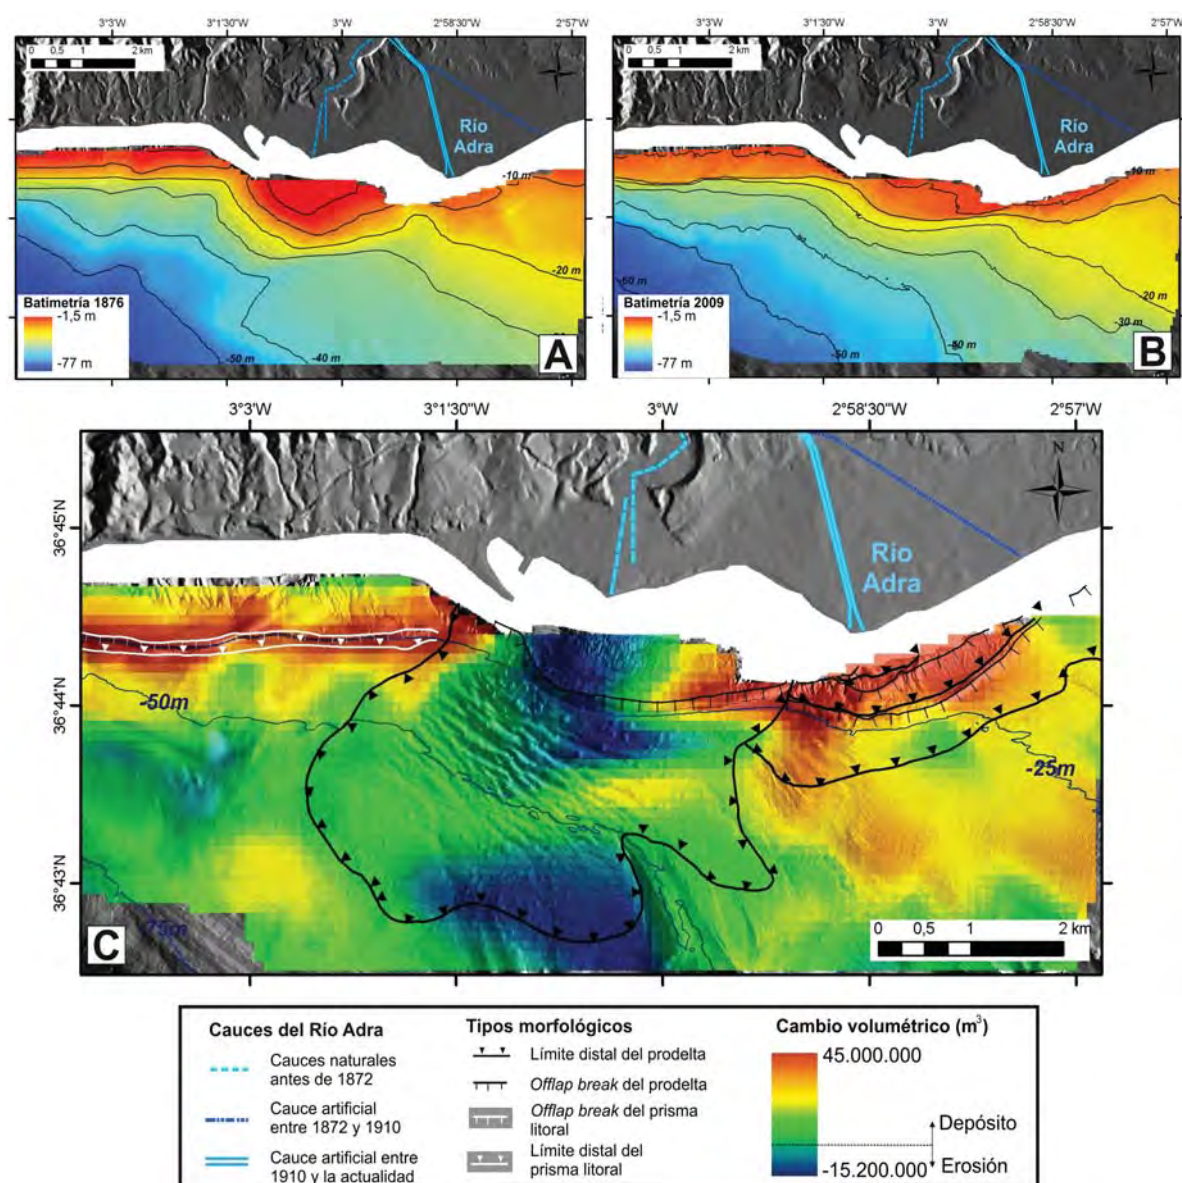 3°3'W 3°1'30"W 3°W 2°58'30"W 2°57'W
0 0,5 1 2 km
Río
Adra
-10 m
-20 m
-40 m
-50 m
Batimetría 1876
-1,5 m
-77 m
A
3°3'W 3°1'30"W 3°W 2°58'30"W 2°57'W
0 0,5 1 2 km
Río
Adra
-10 m
-20 m
-30 m
-50 m
Batimetría 2009
-1,5 m
-77 m
B
3°3'W 3°1'30"W 3°W 2°58'30"W 2°57'W
N
36°45'N
36°44'N
36°43'N
Río
Adra
-50m
-25m
-75m
C
0 0,5 1 2 km
Cauces del Río Adra
Cauces naturales
antes de 1872
Cauce artificial
entre 1872 y 1910
Cauce artificial entre
1910 y la actualidad
Tipos morfológicos
Límite distal del prodelta
Offlap break del prodelta
Offlap break del prisma
litoral
Límite distal del
prisma litoral
Cambio volumétrico (m³)
45.000.000
Depósito
-15.200.000
Erosión